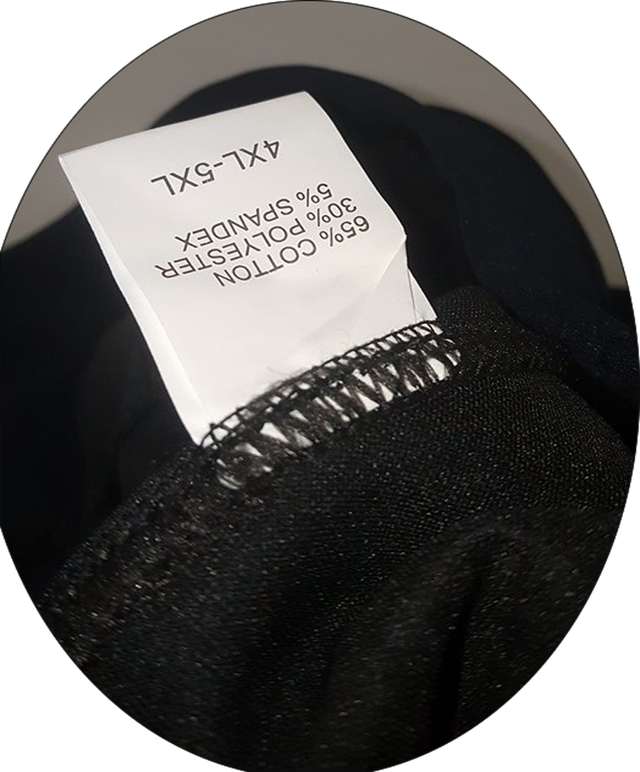 65% COTTON
30% POLYESTER
5% SPANDEX
4XL-5XL